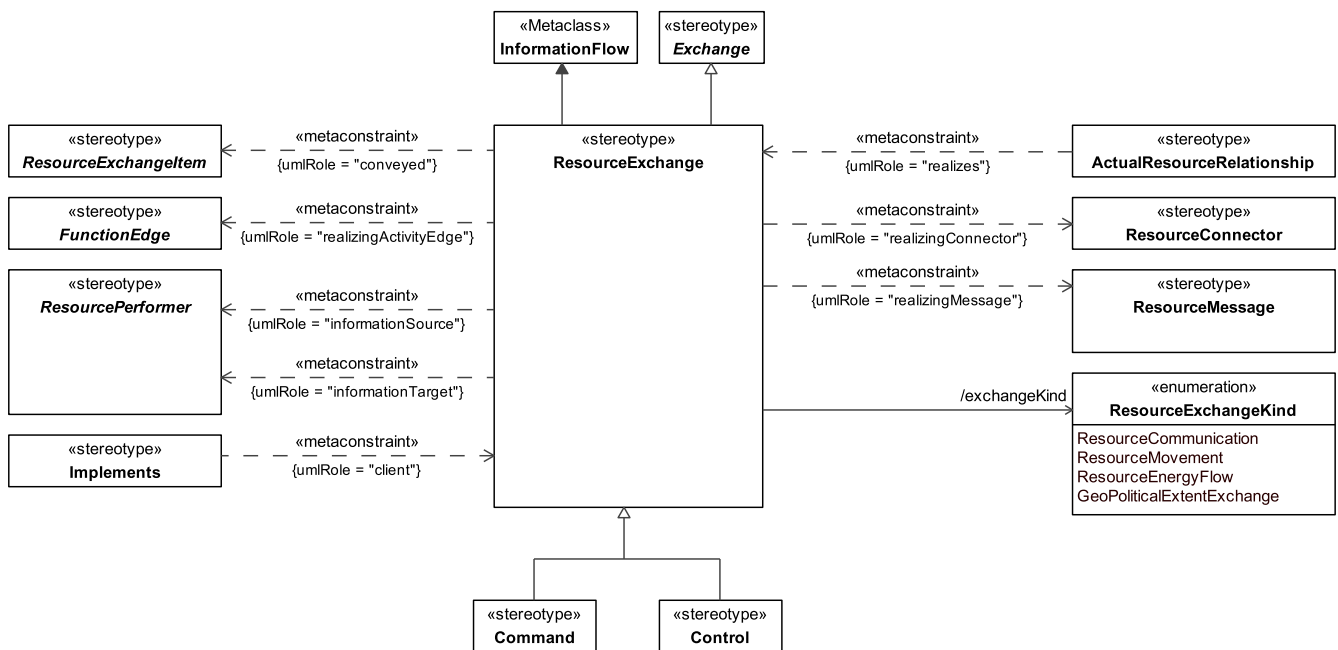 «Metaclass»
InformationFlow
«stereotype»
Exchange
«stereotype»
ResourceExchangeItem
«metaconstraint»
{umlRole = "conveyed"}
«stereotype»
ResourceExchange
«metaconstraint»
{umlRole = "realizes"}
«stereotype»
ActualResourceRelationship
«stereotype»
FunctionEdge
«metaconstraint»
{umlRole = "realizingActivityEdge"}
«metaconstraint»
{umlRole = "realizingConnector"}
«stereotype»
ResourceConnector
«stereotype»
ResourcePerformer
«metaconstraint»
{umlRole = "informationSource"}
«metaconstraint»
{umlRole = "realizingMessage"}
«stereotype»
ResourceMessage
«metaconstraint»
{umlRole = "informationTarget"}
/exchangeKind
«enumeration»
ResourceExchangeKind
ResourceCommunication
ResourceMovement
ResourceEnergyFlow
GeoPoliticalExtentExchange
«stereotype»
Implements
«metaconstraint»
{umlRole = "client"}
«stereotype»
Command
«stereotype»
Control